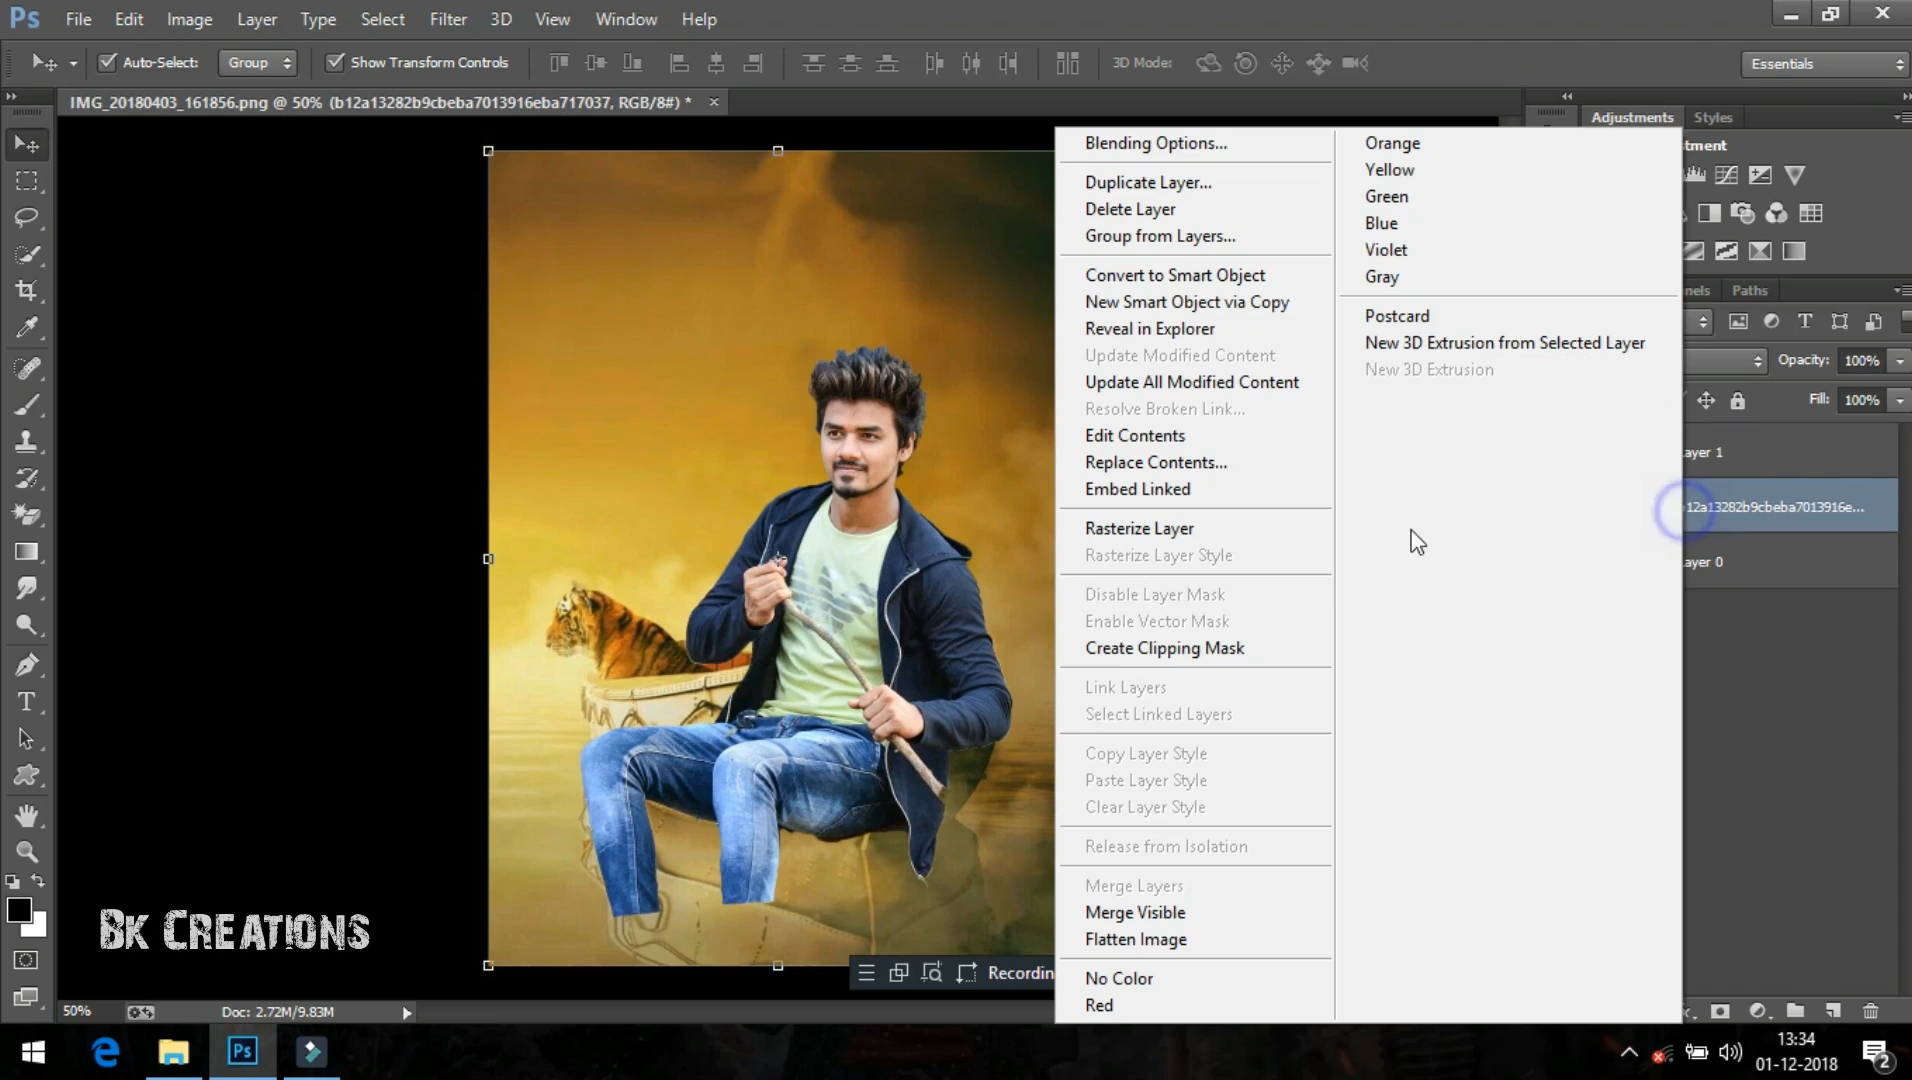 Ps File Edit Image Layer Type Select Filter 3D View Window Help
Auto-Select: Group Show Transform Controls 3D Mode: Essentials
IMG_20180403_161856.png @ 50% (b12a13282b9cbeba7013916eba717037, RGB/8#) *
Adjustments Styles
Blending Options...
Duplicate Layer...
Delete Layer
Group from Layers...
Convert to Smart Object
New Smart Object via Copy
Reveal in Explorer
Update Modified Content
Update All Modified Content
Resolve Broken Link...
Edit Contents
Replace Contents...
Embed Linked
Rasterize Layer
Rasterize Layer Style
Disable Layer Mask
Enable Vector Mask
Create Clipping Mask
Link Layers
Select Linked Layers
Copy Layer Style
Paste Layer Style
Clear Layer Style
Release from Isolation
Merge Layers
Merge Visible
Flatten Image
No Color
Red
Orange
Yellow
Green
Blue
Violet
Gray
Postcard
New 3D Extrusion from Selected Layer
New 3D Extrusion
stment
nels Paths
Opacity: 100%
Fill: 100%
ayer 1
12a13282b9cbeba7013916e...
ayer 0
Bk Creations
Recordin
50% Doc: 2.72M/9.83M
Ps
13:34
01-12-2018
2